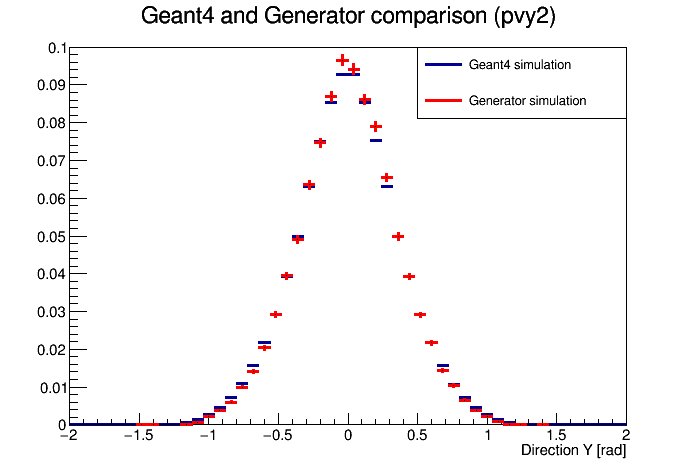 Geant4 and Generator comparison (pvy2)
Geant4 simulation
Generator simulation
0.1
0.09
0.08
0.07
0.06
0.05
0.04
0.03
0.02
0.01
0
−2 −1.5 −1 −0.5 0 0.5 1 1.5 2
Direction Y [rad]